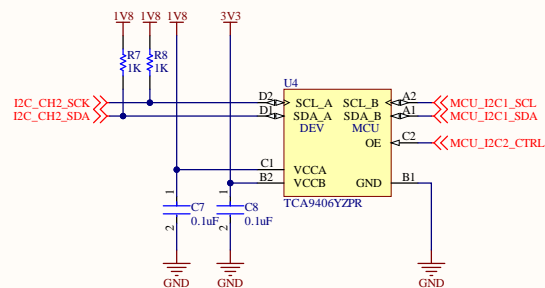 1V8 1V8 1V8 3V3
R7 R8
1K 1K
U4
I2C_CH2_SCK D2 SCL_A SCL_B A2 MCU_I2C1_SCL
I2C_CH2_SDA D1 SDA_A SDA_B A1 MCU_I2C1_SDA
DEV MCU
OE C2 MCU_I2C2_CTRL
C1 VCCA
B2 VCCB GND B1
TCA9406YZPR
1 1
C7 C8
0.1uF 0.1uF
2 2
GND GND GND